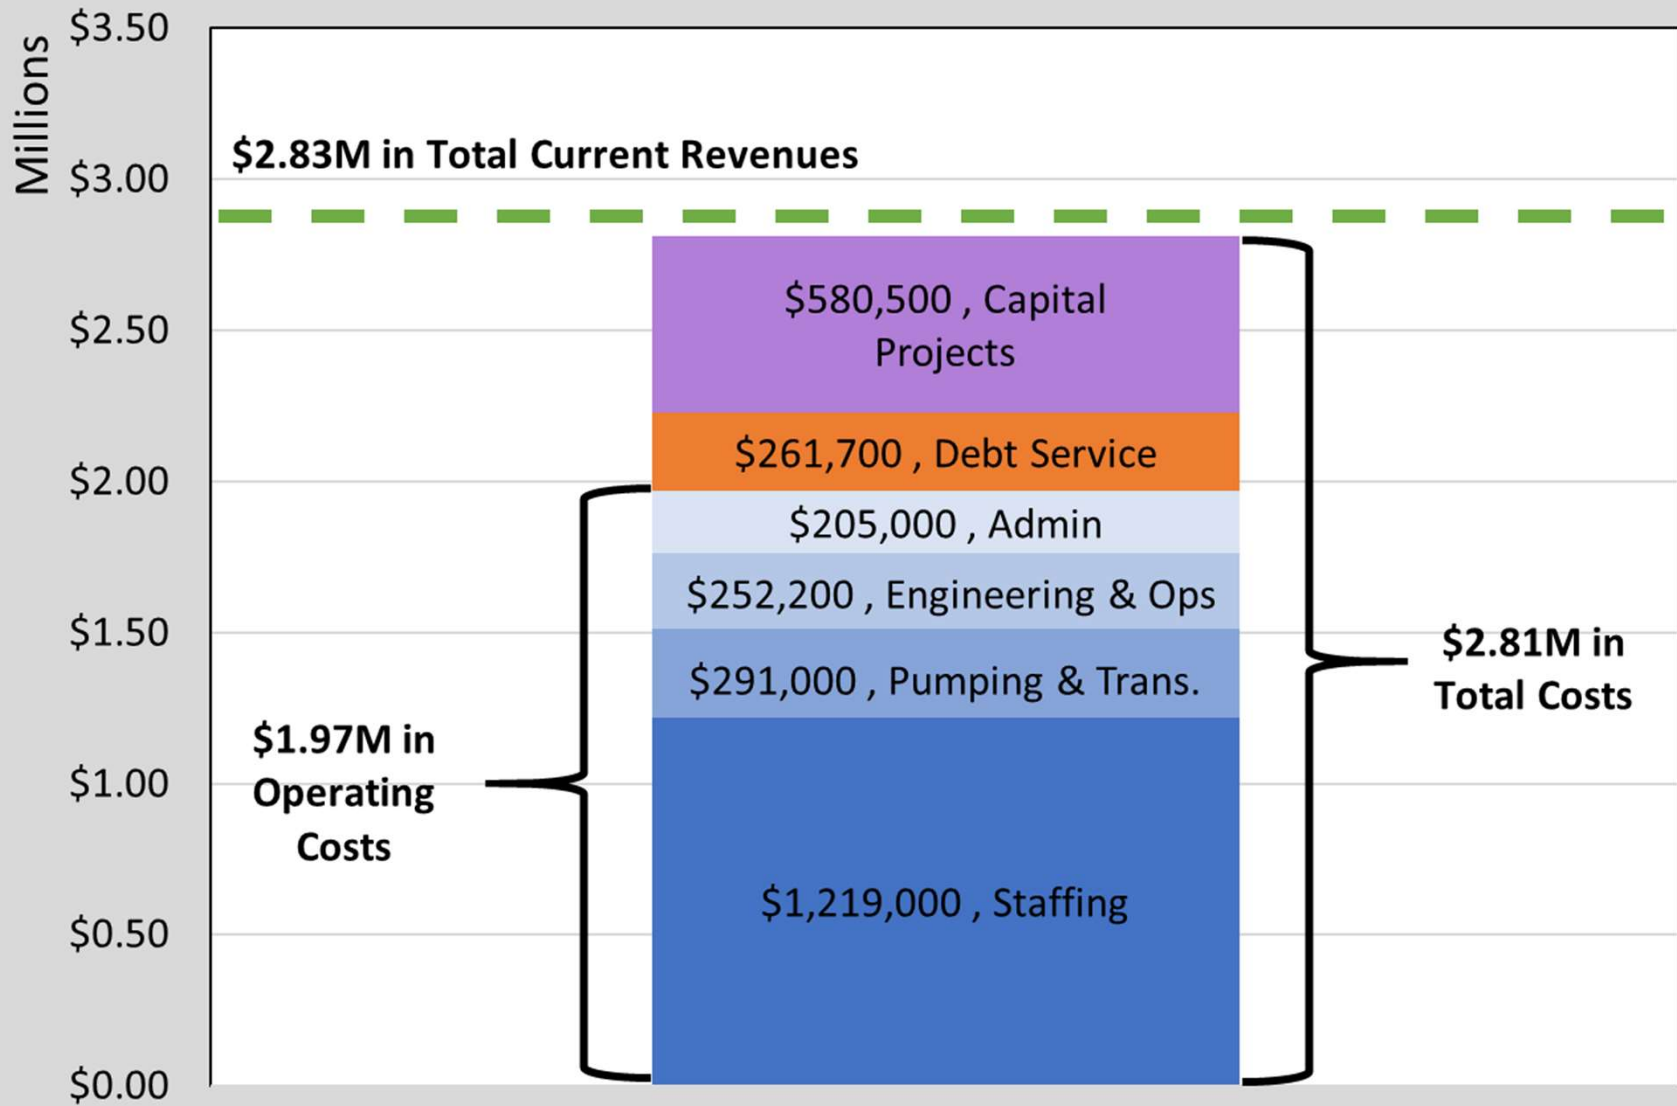 Millions
$3.50
$3.00
$2.50
$2.00
$1.50
$1.00
$0.50
$0.00
$2.83M in Total Current Revenues
$580,500 , Capital
Projects
$261,700 , Debt Service
$205,000 , Admin
$252,200 , Engineering & Ops
$291,000 , Pumping & Trans.
$1,219,000 , Staffing
$1.97M in
Operating
Costs
$2.81M in
Total Costs